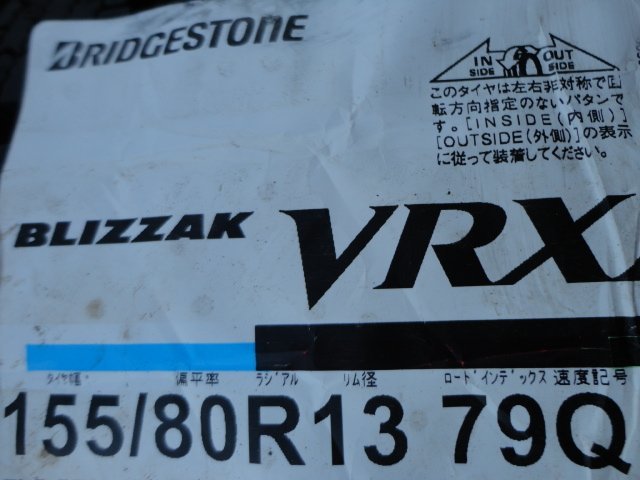 BRIDGESTONE
IN SIDE OUT SIDE
このタイヤは左右非対称で回
転方向指定のないパタンで
す。[INSIDE(内側)]
[OUTSIDE(外側)]の表示
に従って装着してください。
BLIZZAK VRX
タイヤ幅 偏平率 ラジアル リム径 ロードインデックス 速度記号
155/80R13 79Q